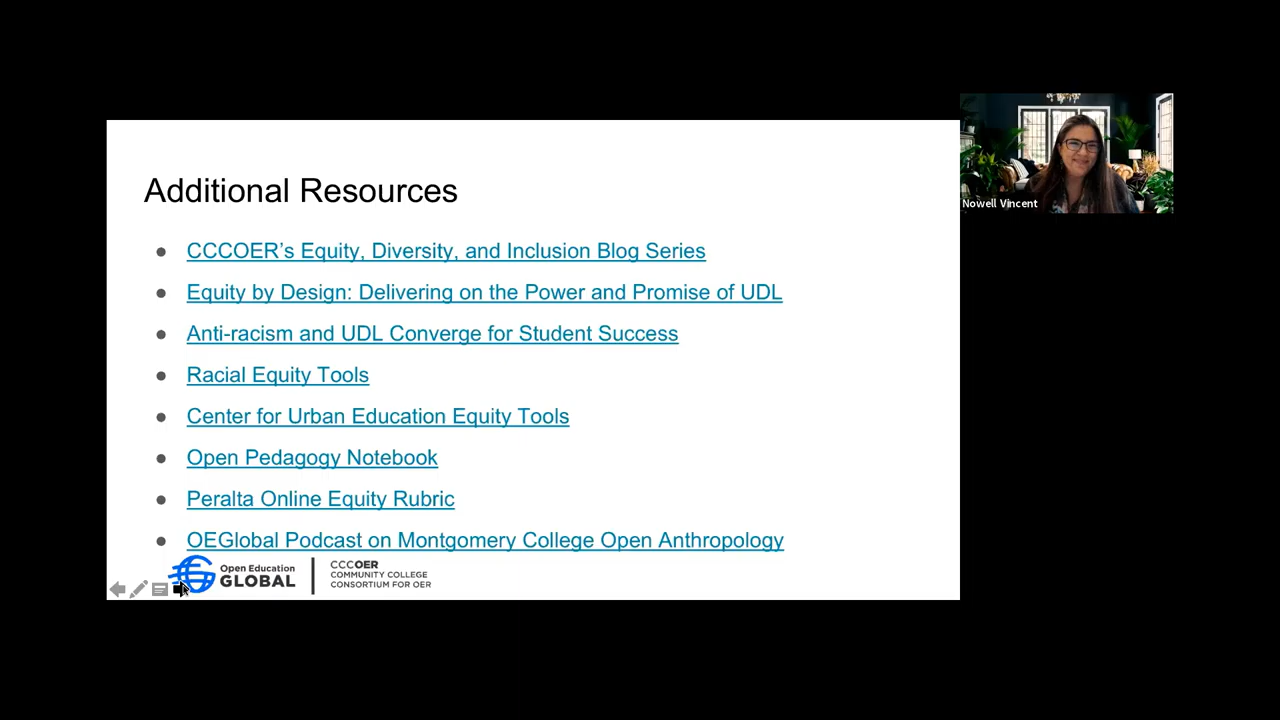 Additional Resources
CCCOER's Equity, Diversity, and Inclusion Blog Series
Equity by Design: Delivering on the Power and Promise of UDL
Anti-racism and UDL Converge for Student Success
Racial Equity Tools
Center for Urban Education Equity Tools
Open Pedagogy Notebook
Peralta Online Equity Rubric
OEGlobal Podcast on Montgomery College Open Anthropology
Open Education
GLOBAL
CCCOER
COMMUNITY COLLEGE
CONSORTIUM FOR OER
Nowell Vincent